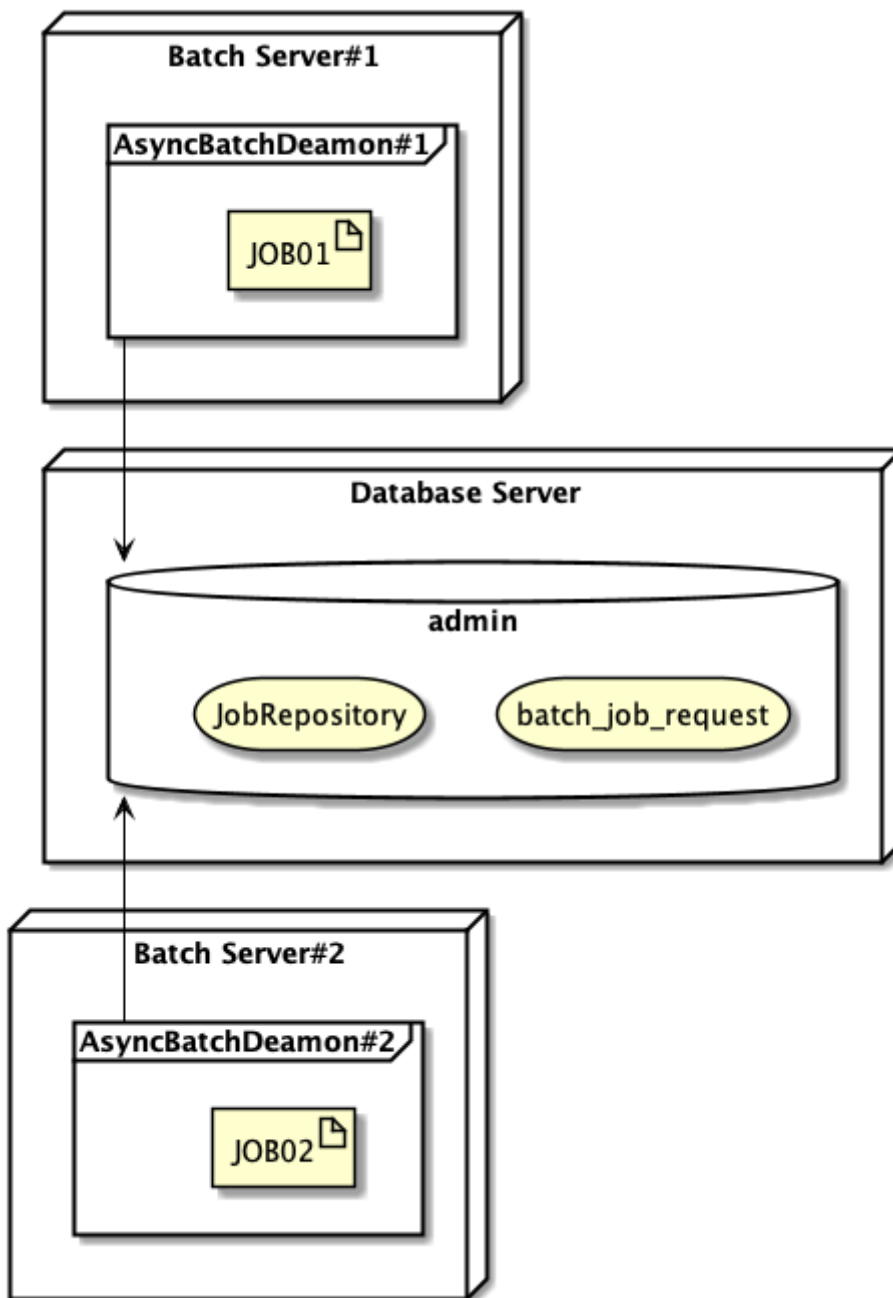 Batch Server#1
AsyncBatchDeamon#1
JOB01
Database Server
admin
JobRepository
batch_job_request
Batch Server#2
AsyncBatchDeamon#2
JOB02